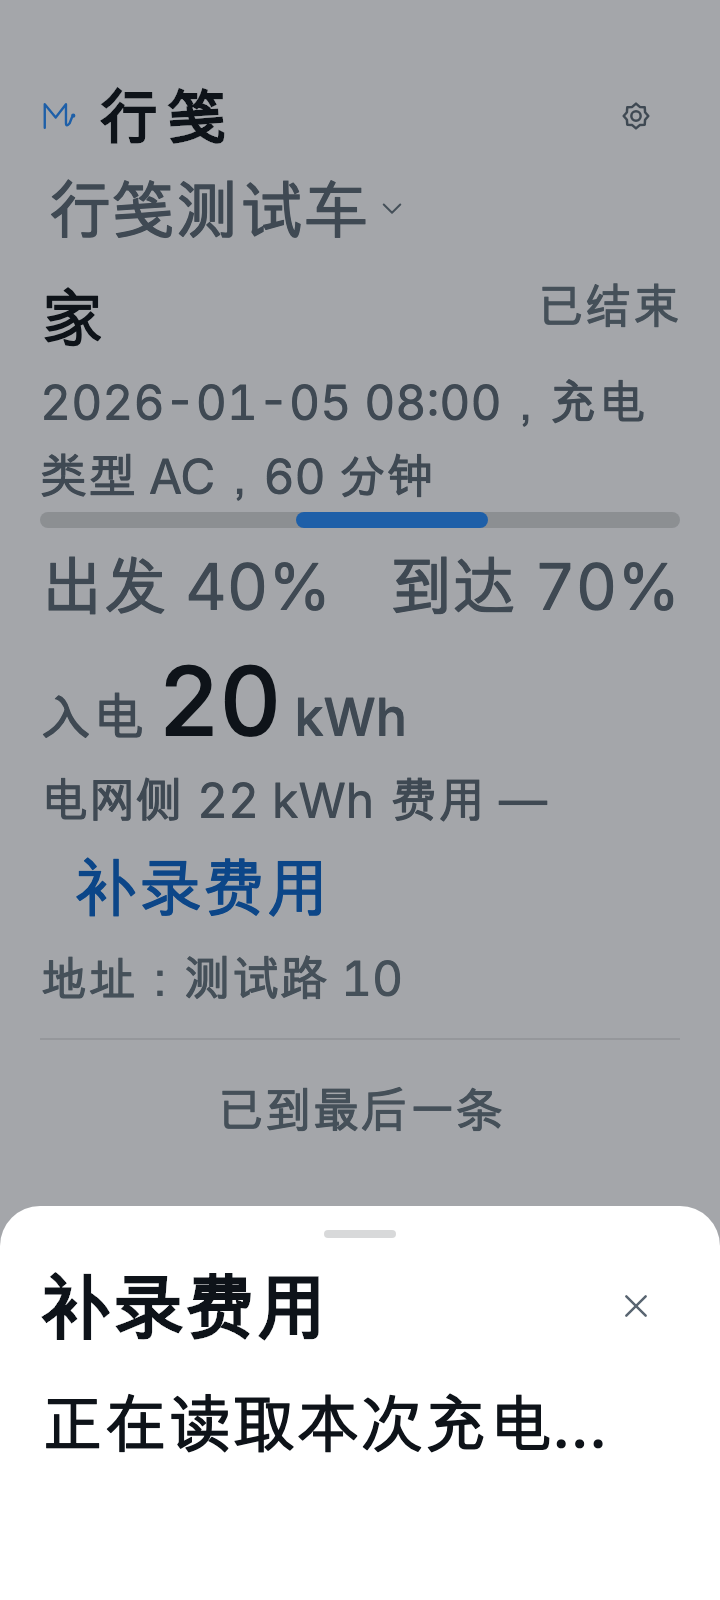 行笺
行笺测试车
家
已结束
2026-01-05 08:00，充电
类型 AC，60 分钟
出发 40% 到达 70%
入电 20 kWh
电网侧 22 kWh 费用 —
补录费用
地址：测试路 10
已到最后一条
补录费用
正在读取本次充电...